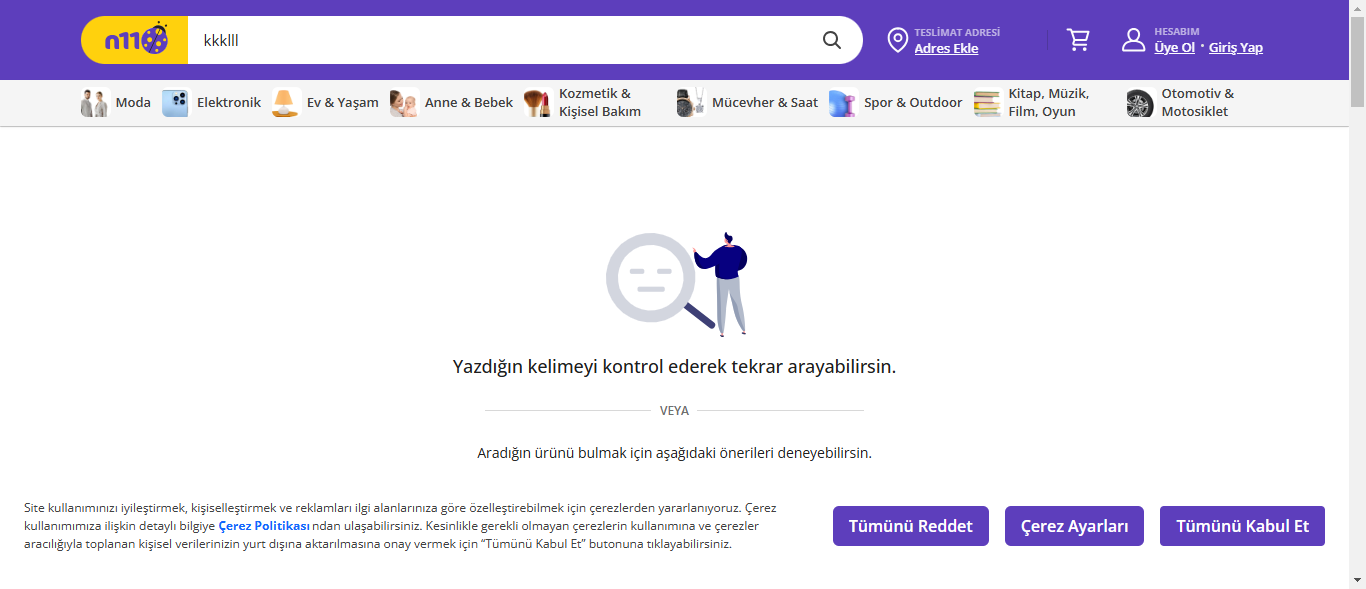 n11
kkklll
TESLİMAT ADRESİ
Adres Ekle
HESABIM
Üye Ol · Giriş Yap
Moda
Elektronik
Ev & Yaşam
Anne & Bebek
Kozmetik &
Kişisel Bakım
Mücevher & Saat
Spor & Outdoor
Kitap, Müzik,
Film, Oyun
Otomotiv &
Motosiklet
Yazdığın kelimeyi kontrol ederek tekrar arayabilirsin.
VEYA
Aradığın ürünü bulmak için aşağıdaki önerileri deneyebilirsin.
Site kullanımınızı iyileştirmek, kişiselleştirmek ve reklamları ilgi alanlarınıza göre özelleştirebilmek için çerezlerden yararlanıyoruz. Çerez
kullanımımıza ilişkin detaylı bilgiye Çerez Politikası ndan ulaşabilirsiniz. Kesinlikle gerekli olmayan çerezlerin kullanımına ve çerezler
aracılığıyla toplanan kişisel verilerinizin yurt dışına aktarılmasına onay vermek için “Tümünü Kabul Et” butonuna tıklayabilirsiniz.
Tümünü Reddet
Çerez Ayarları
Tümünü Kabul Et